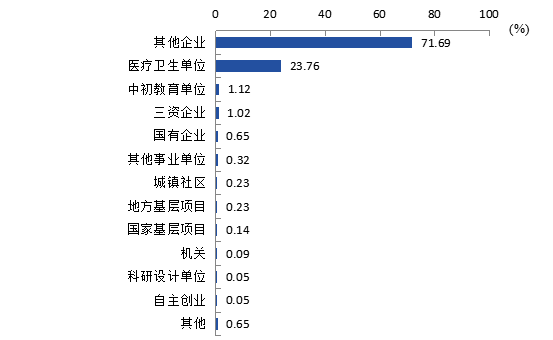 0 20 40 60 80 100
(%)
其他企业 71.69
医疗卫生单位 23.76
中初教育单位 1.12
三资企业 1.02
国有企业 0.65
其他事业单位 0.32
城镇社区 0.23
地方基层项目 0.23
国家基层项目 0.14
机关 0.09
科研设计单位 0.05
自主创业 0.05
其他 0.65